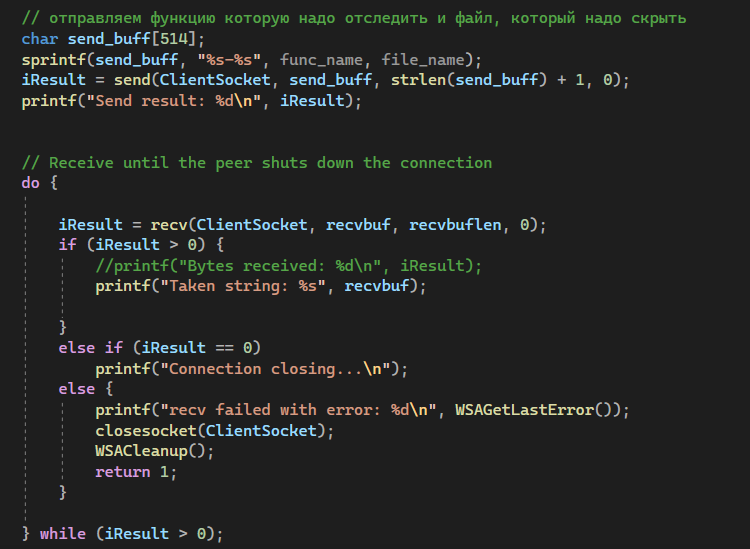 // отправляем функцию которую надо отследить и файл, который надо скрыть
char send_buff[514];
sprintf(send_buff, "%s-%s", func_name, file_name);
iResult = send(ClientSocket, send_buff, strlen(send_buff) + 1, 0);
printf("Send result: %d\n", iResult);
// Receive until the peer shuts down the connection
do {
iResult = recv(ClientSocket, recvbuf, recvbuflen, 0);
if (iResult > 0) {
//printf("Bytes received: %d\n", iResult);
printf("Taken string: %s", recvbuf);
}
else if (iResult == 0)
printf("Connection closing...\n");
else {
printf("recv failed with error: %d\n", WSAGetLastError());
closesocket(ClientSocket);
WSACleanup();
return 1;
}
} while (iResult > 0);